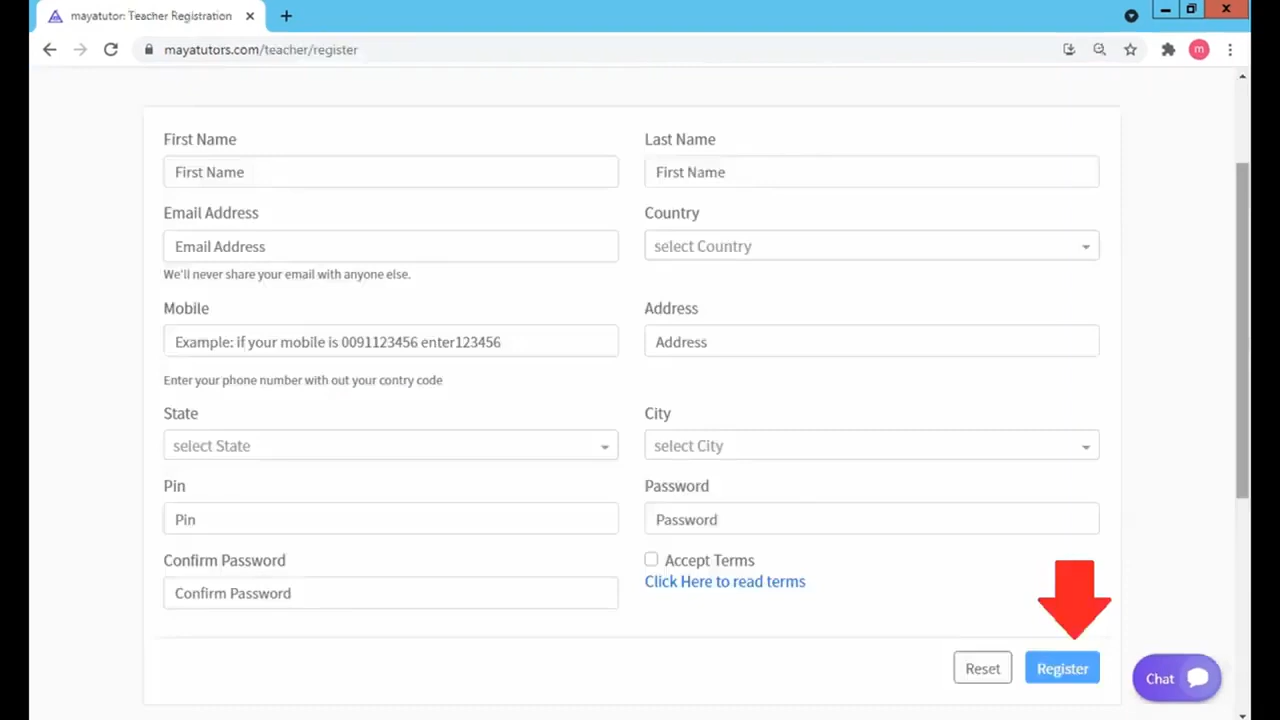 mayatutor: Teacher Registration
mayatutors.com/teacher/register
m
First Name
Last Name
First Name
First Name
Email Address
Country
Email Address
select Country
We'll never share your email with anyone else.
Mobile
Address
Example: if your mobile is 0091123456 enter123456
Address
Enter your phone number with out your contry code
State
City
select State
select City
Pin
Password
Pin
Password
Confirm Password
Accept Terms
Click Here to read terms
Confirm Password
Reset
Register
Chat